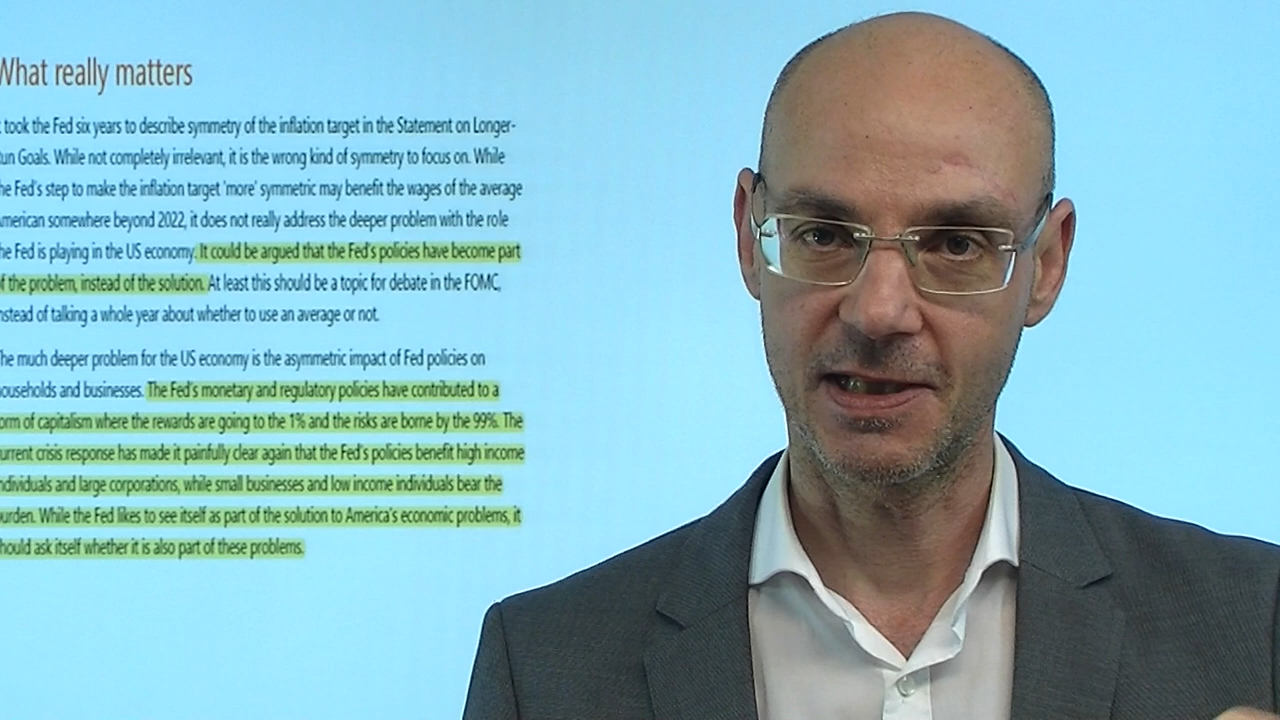 What really matters
t took the Fed six years to describe symmetry of the inflation target in the Statement on Longer-
Run Goals. While not completely irrelevant, it is the wrong kind of symmetry to focus on. While
he Fed's step to make the inflation target 'more' symmetric may benefit the wages of the average
American somewhere beyond 2022, it does not really address the deeper problem with the role
he Fed is playing in the US economy. It could be argued that the Fed's policies have become part
of the problem, instead of the solution. At least this should be a topic for debate in the FOMC,
nstead of talking a whole year about whether to use an average or not.
The much deeper problem for the US economy is the asymmetric impact of Fed policies on
ouseholds and businesses. The Fed's monetary and regulatory policies have contributed to a
orm of capitalism where the rewards are going to the 1% and the risks are borne by the 99%. The
urrent crisis response has made it painfully clear again that the Fed's policies benefit high income
ndividuals and large corporations, while small businesses and low income individuals bear the
urden. While the Fed likes to see itself as part of the solution to America's economic problems, it
hould ask itself whether it is also part of these problems.